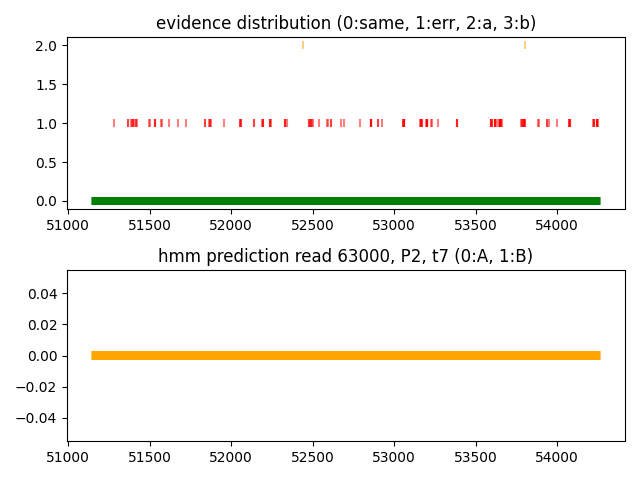 evidence distribution (0:same, 1:err, 2:a, 3:b)
2.0
1.5
1.0
0.5
0.0
51000 51500 52000 52500 53000 53500 54000
hmm prediction read 63000, P2, t7 (0:A, 1:B)
0.04
0.02
0.00
−0.02
−0.04
51000 51500 52000 52500 53000 53500 54000